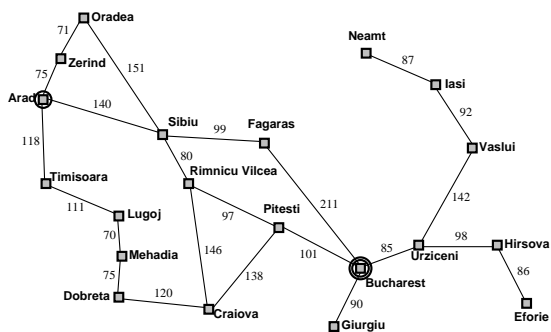 Oradea
71
Neamt
87
Zerind
151
75
Iasi
Arad
140
92
Sibiu
Fagaras
99
118
Vaslui
80
Timisoara
Rimnicu Vilcea
111
211
142
Lugoj
97
Pitesti
70
98
Hirsova
85
146
101
Urziceni
Mehadia
138
86
75
Bucharest
120
90
Dobreta
Eforie
Craiova
Giurgiu